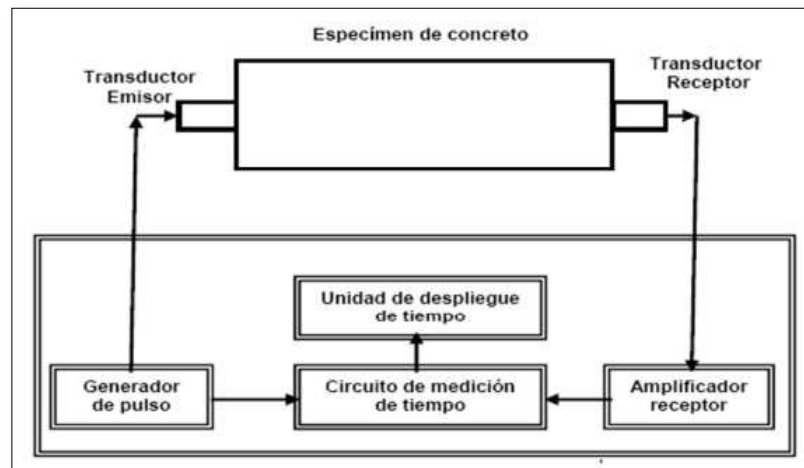 Especímen de concreto
Transductor
Emisor
Transductor
Receptor
Unidad de despliegue
de tiempo
Generador
de pulso
Circuito de medición
de tiempo
Amplificador
receptor